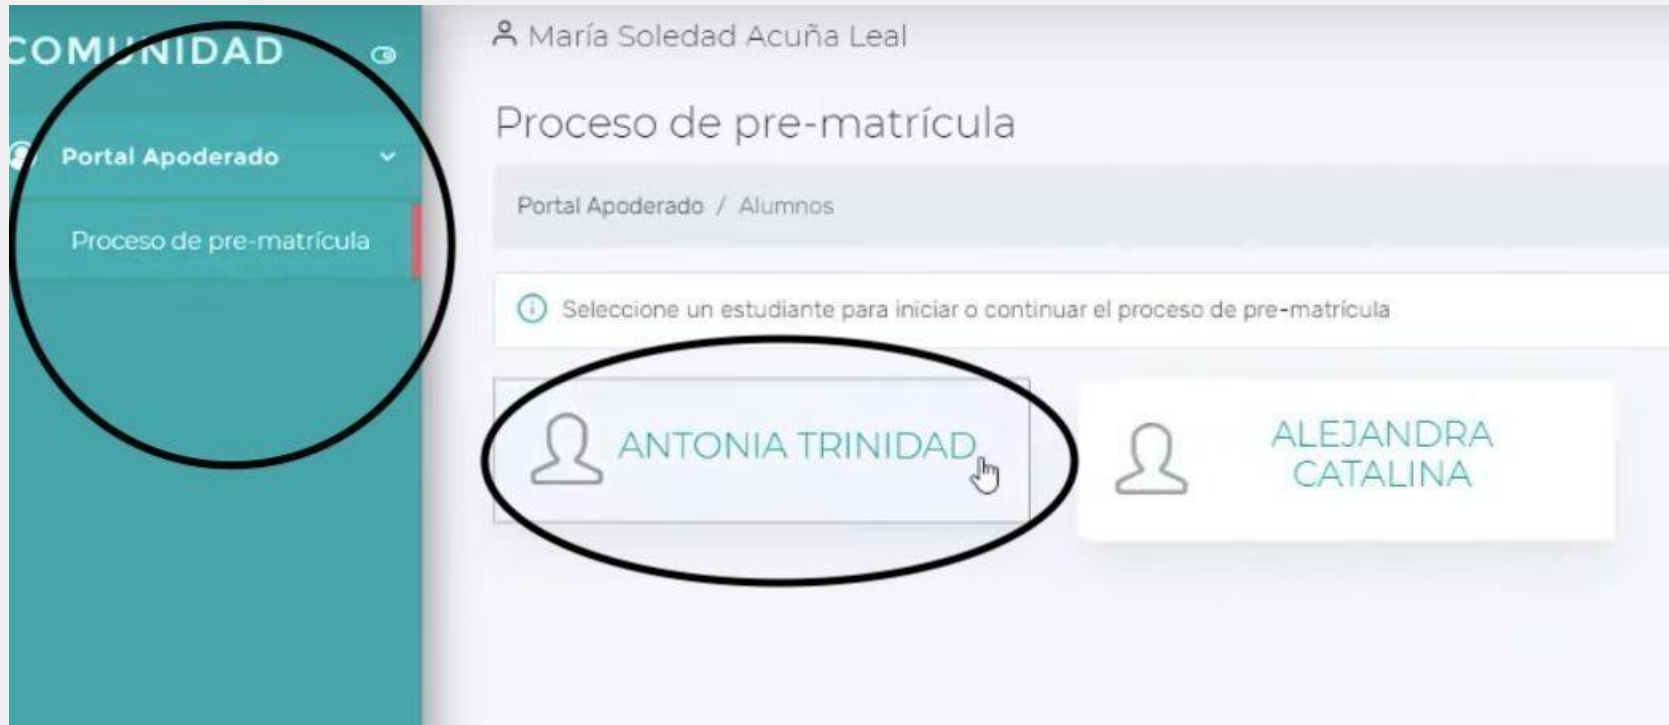 COMUNIDAD
Portal Apoderado
Proceso de pre-matrícula
María Soledad Acuña Leal
Proceso de pre-matrícula
Portal Apoderado / Alumnos
Seleccione un estudiante para iniciar o continuar el proceso de pre-matrícula
ANTONIA TRINIDAD
ALEJANDRA
CATALINA